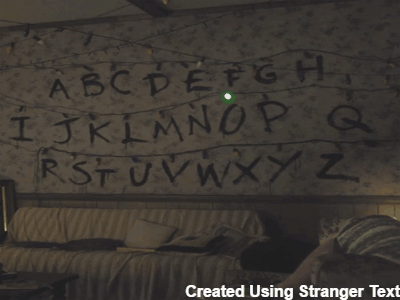 A B C D E F G H
I J K L M N O P Q
R S T U V W X Y Z
Created Using Stranger Text